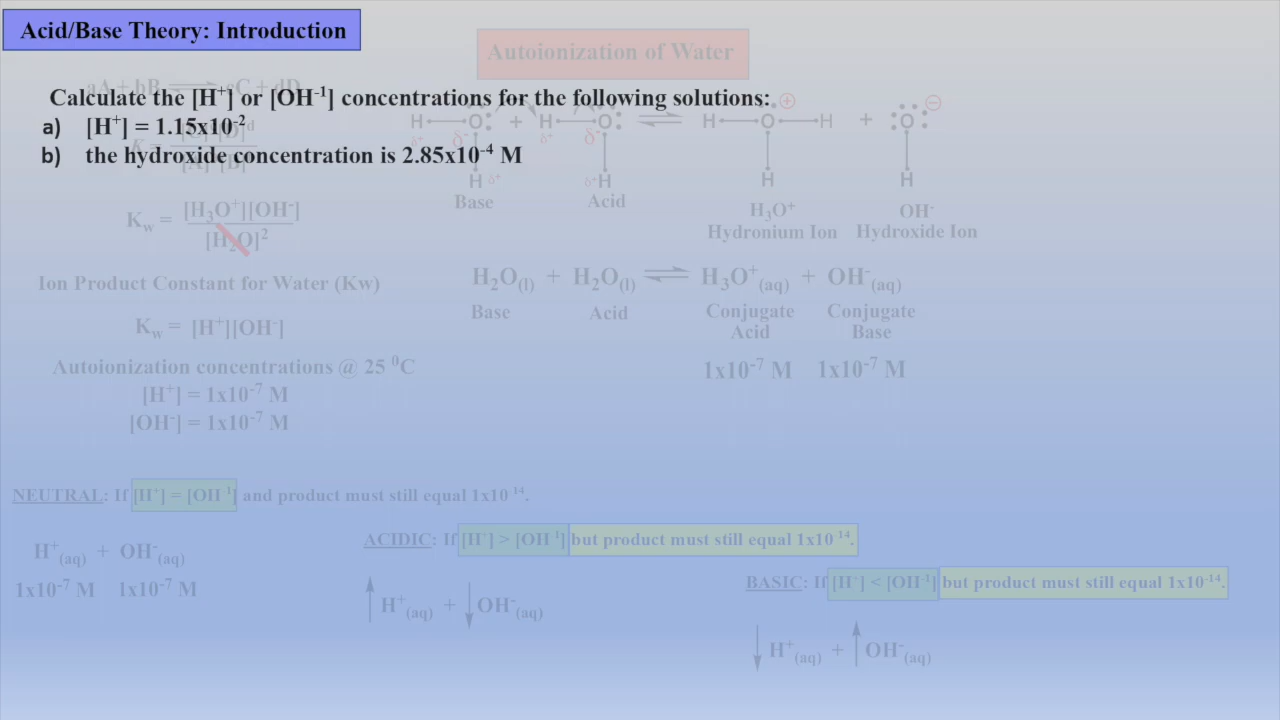 Acid/Base Theory: Introduction
Autoionization of Water
aA + bB ⇌ cC + dD
Calculate the [H⁺] or [OH⁻¹] concentrations for the following solutions:
a) [H⁺] = 1.15x10⁻²
b) the hydroxide concentration is 2.85x10⁻⁴ M
H O: + H O: ⇌ H O H + :O:
δ⁺ δ⁻ δ⁺ δ⁻
H δ⁺ δ⁺H H H
Base Acid H₃O⁺ OH⁻
Hydronium Ion Hydroxide Ion
Kw = [H₃O⁺][OH⁻]
[H₂O]²
Ion Product Constant for Water (Kw)
H₂O(l) + H₂O(l) ⇌ H₃O⁺(aq) + OH⁻(aq)
Base Acid Conjugate Acid Conjugate Base
Kw = [H⁺][OH⁻]
1x10⁻⁷ M 1x10⁻⁷ M
Autoionization concentrations @ 25 ⁰C
[H⁺] = 1x10⁻⁷ M
[OH⁻] = 1x10⁻⁷ M
NEUTRAL: If [H⁺] = [OH⁻¹] and product must still equal 1x10⁻¹⁴.
H⁺(aq) + OH⁻(aq)
1x10⁻⁷ M 1x10⁻⁷ M
ACIDIC: If [H⁺] > [OH⁻¹] but product must still equal 1x10⁻¹⁴.
H⁺(aq) + OH⁻(aq)
BASIC: If [H⁺] < [OH⁻¹] but product must still equal 1x10⁻¹⁴.
H⁺(aq) + OH⁻(aq)